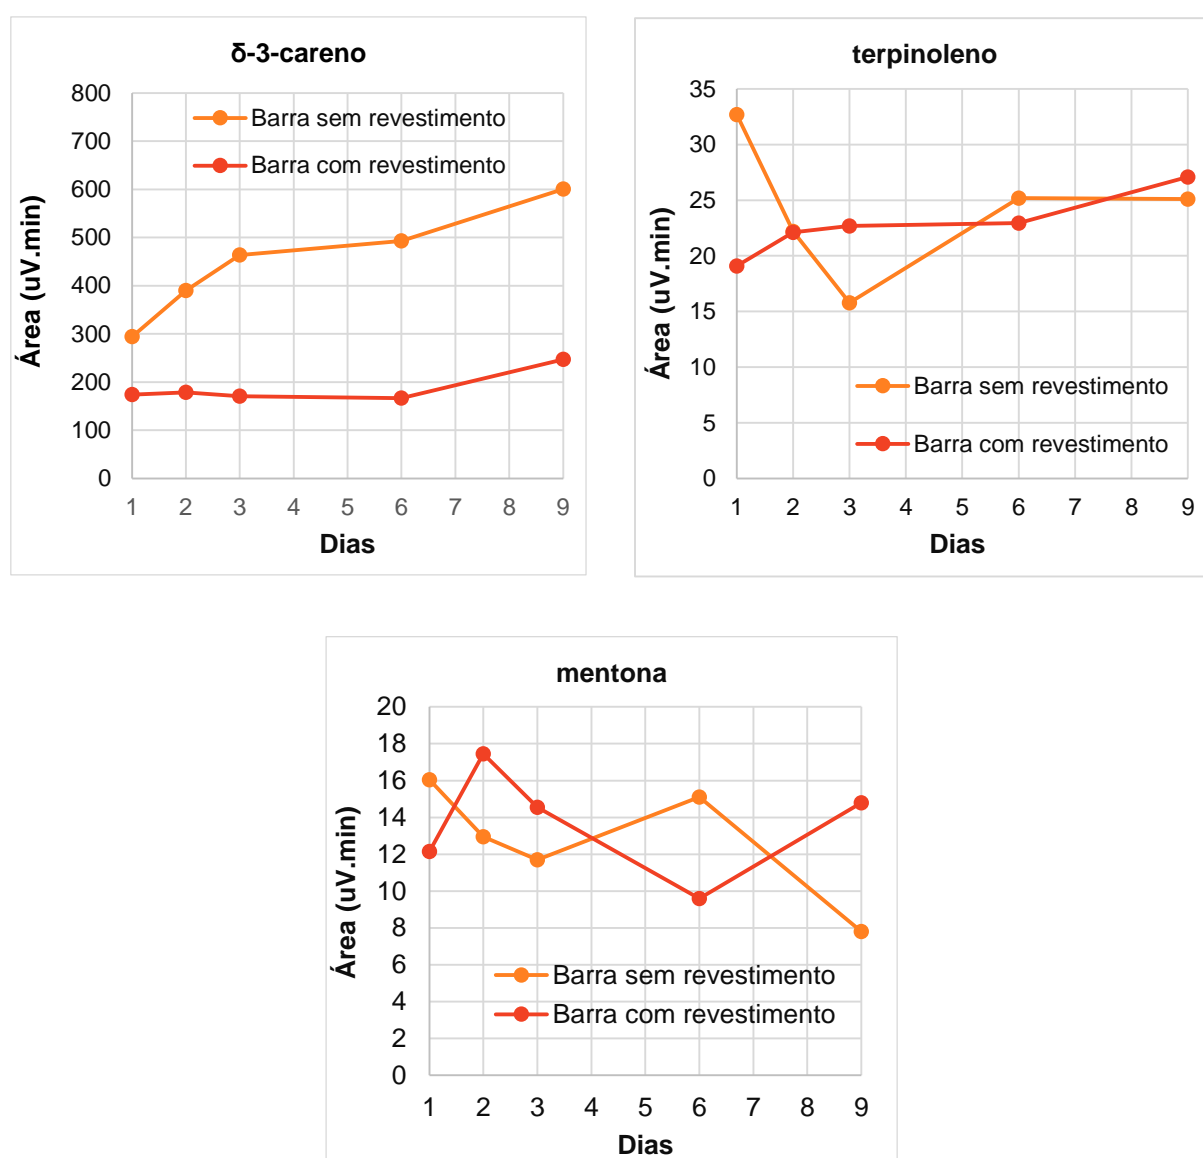 δ-3-careno
Área (uV.min)
800
700
600
500
400
300
200
100
0
Barra sem revestimento
Barra com revestimento
1 2 3 4 5 6 7 8 9
Dias
terpinoleno
Área (uV.min)
35
30
25
20
15
10
5
0
Barra sem revestimento
Barra com revestimento
1 2 3 4 5 6 7 8 9
Dias
mentona
Área (uV.min)
20
18
16
14
12
10
8
6
4
2
0
Barra sem revestimento
Barra com revestimento
1 2 3 4 5 6 7 8 9
Dias